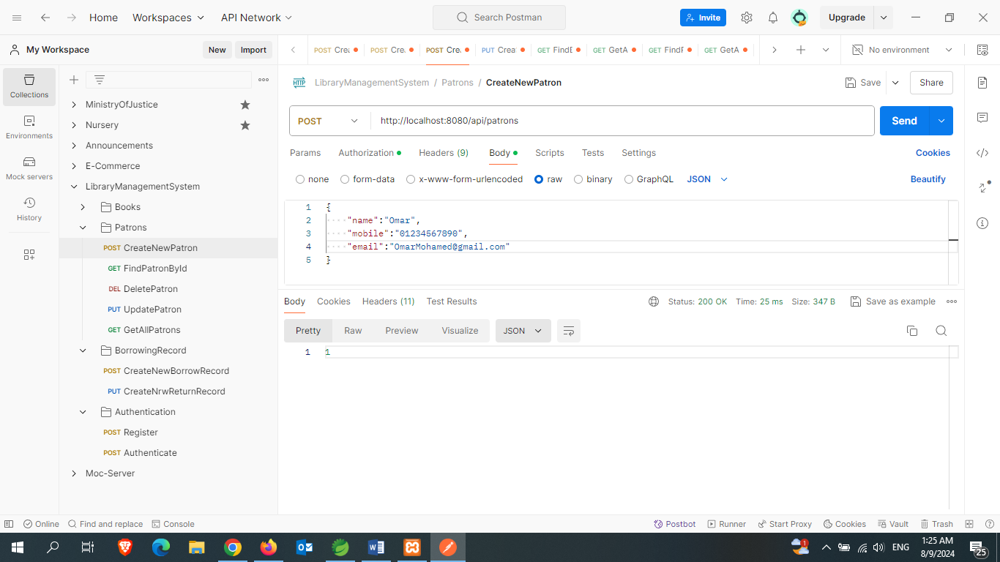 Home Workspaces API Network Search Postman Invite Upgrade
My Workspace New Import POST Crea POST Cre. POST Cre. PUT Crea GET FindE GET GetA GET FindF GET GetA No environment
Collections
Environments
Mock servers
History
MinistryOfJustice
Nursery
Announcements
E-Commerce
LibraryManagementSystem
Books
Patrons
POST CreateNewPatron
GET FindPatronById
DEL DeletePatron
PUT UpdatePatron
GET GetAllPatrons
BorrowingRecord
POST CreateNewBorrowRecord
PUT CreateNrwReturnRecord
Authentication
POST Register
POST Authenticate
Moc-Server
HTTP LibraryManagementSystem / Patrons / CreateNewPatron Save Share
POST http://localhost:8080/api/patrons Send
Params Authorization Headers (9) Body Scripts Tests Settings Cookies
none form-data x-www-form-urlencoded raw binary GraphQL JSON Beautify
1 {
2 "name":"Omar",
3 "mobile":"01234567890",
4 "email":"OmarMohamed@gmail.com"
5 }
Body Cookies Headers (11) Test Results Status: 200 OK Time: 25 ms Size: 347 B Save as example
Pretty Raw Preview Visualize JSON
1 1
Online Find and replace Console Postbot Runner Start Proxy Cookies Vault Trash
1 ENG 1:25 AM
8/9/2024 25